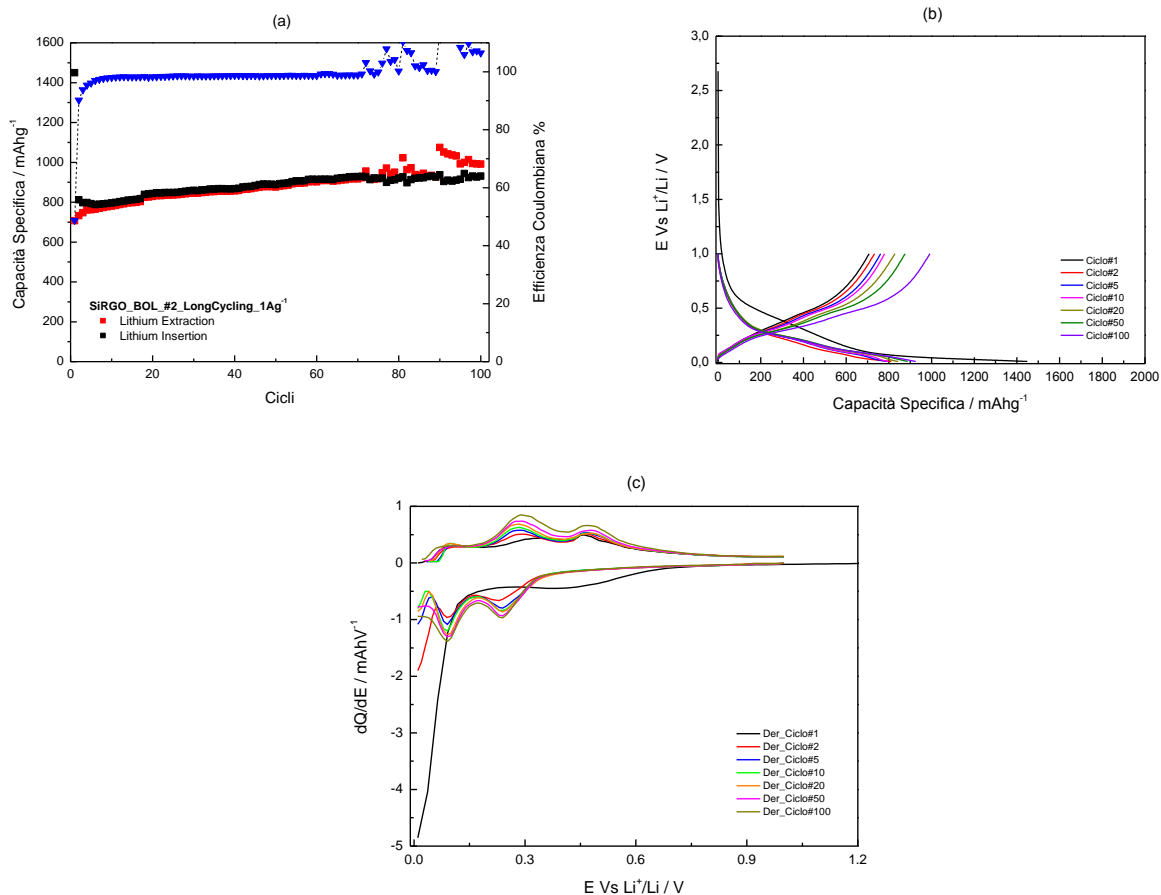 (a)
1600
1400
1200
1000
800
600
400
200
0
0 20 40 60 80 100
100
80
60
40
20
0
Capacità Specifica / mAhg⁻¹
Efficienza Coulombiana %
Cicli
SiRGO_BOL_#2_LongCycling_1Ag⁻¹
Lithium Extraction
Lithium Insertion
(b)
3,0
2,5
2,0
1,5
1,0
0,5
0,0
0 200 400 600 800 1000 1200 1400 1600 1800 2000
E Vs Li⁺/Li / V
Capacità Specifica / mAhg⁻¹
Ciclo#1
Ciclo#2
Ciclo#5
Ciclo#10
Ciclo#20
Ciclo#50
Ciclo#100
(c)
1
0
-1
-2
-3
-4
-5
0.0 0.3 0.6 0.9 1.2
dQ/dE / mAhV⁻¹
E Vs Li⁺/Li / V
Der_Ciclo#1
Der_Ciclo#2
Der_Ciclo#5
Der_Ciclo#10
Der_Ciclo#20
Der_Ciclo#50
Der_Ciclo#100